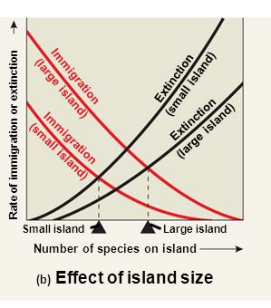 Rate of immigration or extinction
Immigration
(large island)
Immigration
(small island)
Extinction
(small island)
Extinction
(large island)
Small island
Large island
Number of species on island
(b) Effect of island size